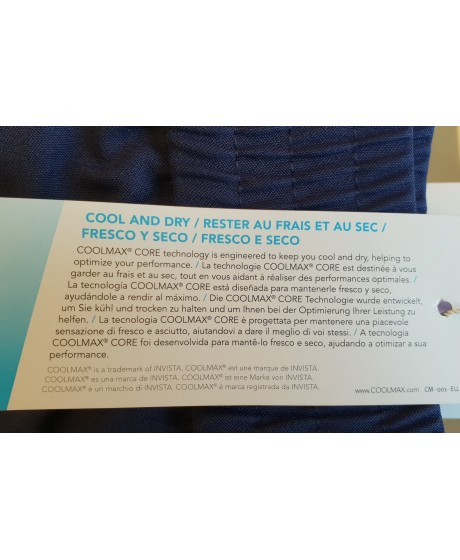 COOL AND DRY / RESTER AU FRAIS ET AU SEC /
FRESCO Y SECO / FRESCO E SECO
COOLMAX® CORE technology is engineered to keep you cool and dry, helping to
optimize your performance. / La technologie COOLMAX® CORE est destinée à vous
garder au frais et au sec, tout en vous aidant à réaliser des performances optimales. /
La tecnología COOLMAX® CORE está diseñada para mantenerle fresco y seco,
ayudándole a rendir al máximo. / Die COOLMAX® CORE Technologie wurde entwickelt,
um Sie kühl und trocken zu halten und um Ihnen bei der Optimierung Ihrer Leistung zu
helfen. / La tecnologia COOLMAX® CORE è progettata per mantenere una piacevole
sensazione di fresco e asciutto, aiutandovi a dare il meglio di voi stessi. / A tecnologia
COOLMAX® CORE foi desenvolvida para mantê-lo fresco e seco, ajudando a otimizar a sua
performance.
COOLMAX® is a trademark of INVISTA. COOLMAX® est une marque de INVISTA.
COOLMAX® es una marca de INVISTA. COOLMAX® ist eine Marke von INVISTA.
COOLMAX® è un marchio di INVISTA. COOLMAX® é marca registrada da INVISTA.
www.COOLMAX.com CM -001-EU